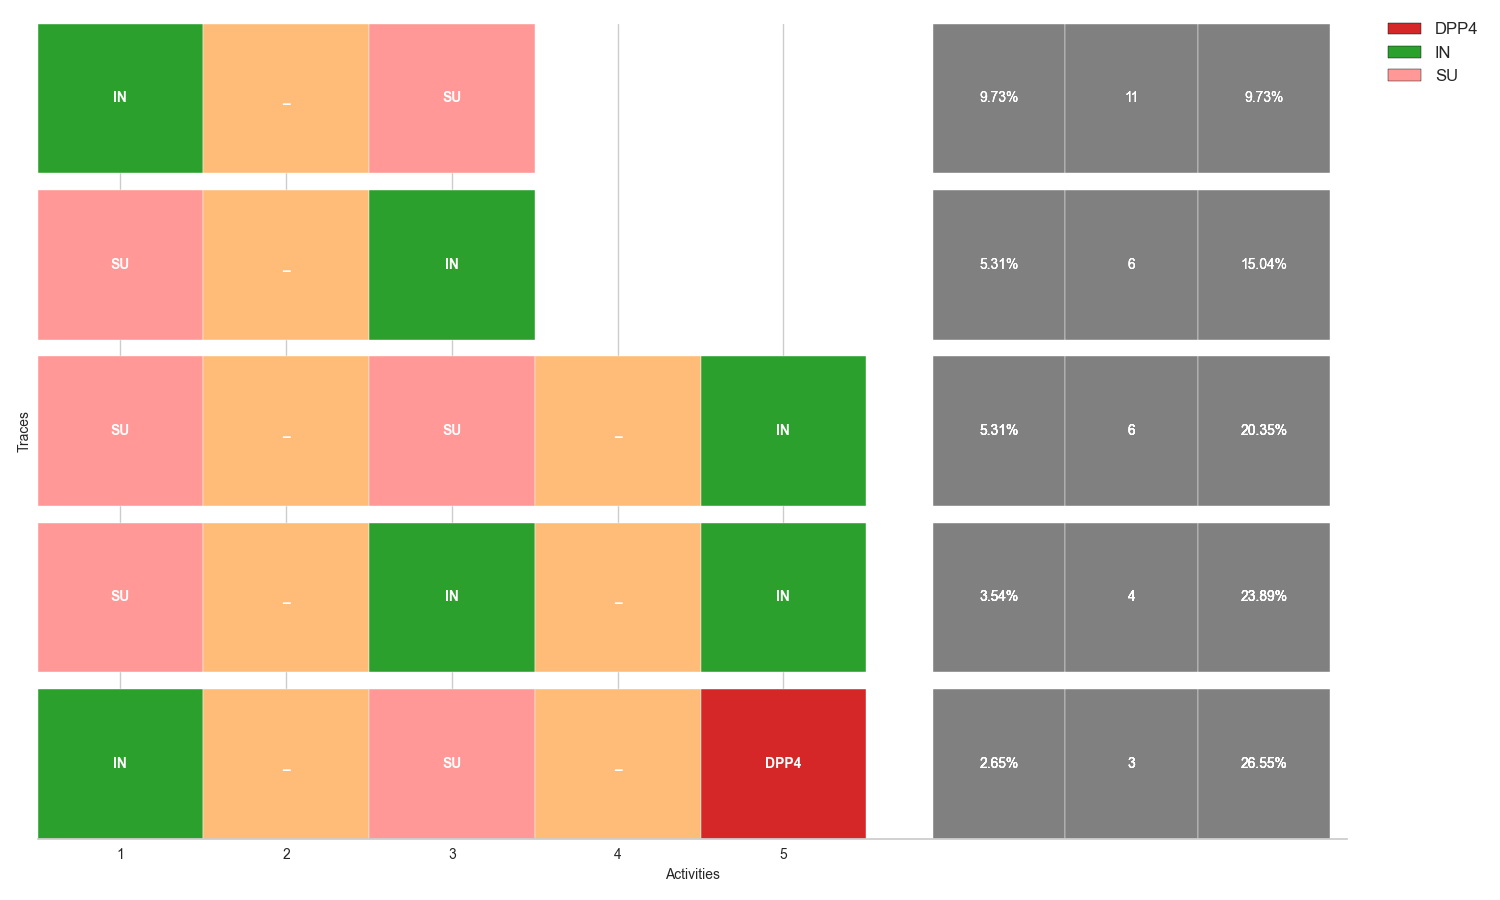 IN _ SU 9.73% 11 9.73%
SU _ IN 5.31% 6 15.04%
SU _ SU _ IN 5.31% 6 20.35%
SU _ IN _ IN 3.54% 4 23.89%
IN _ SU _ DPP4 2.65% 3 26.55%
1 2 3 4 5
Activities
Traces
DPP4
IN
SU